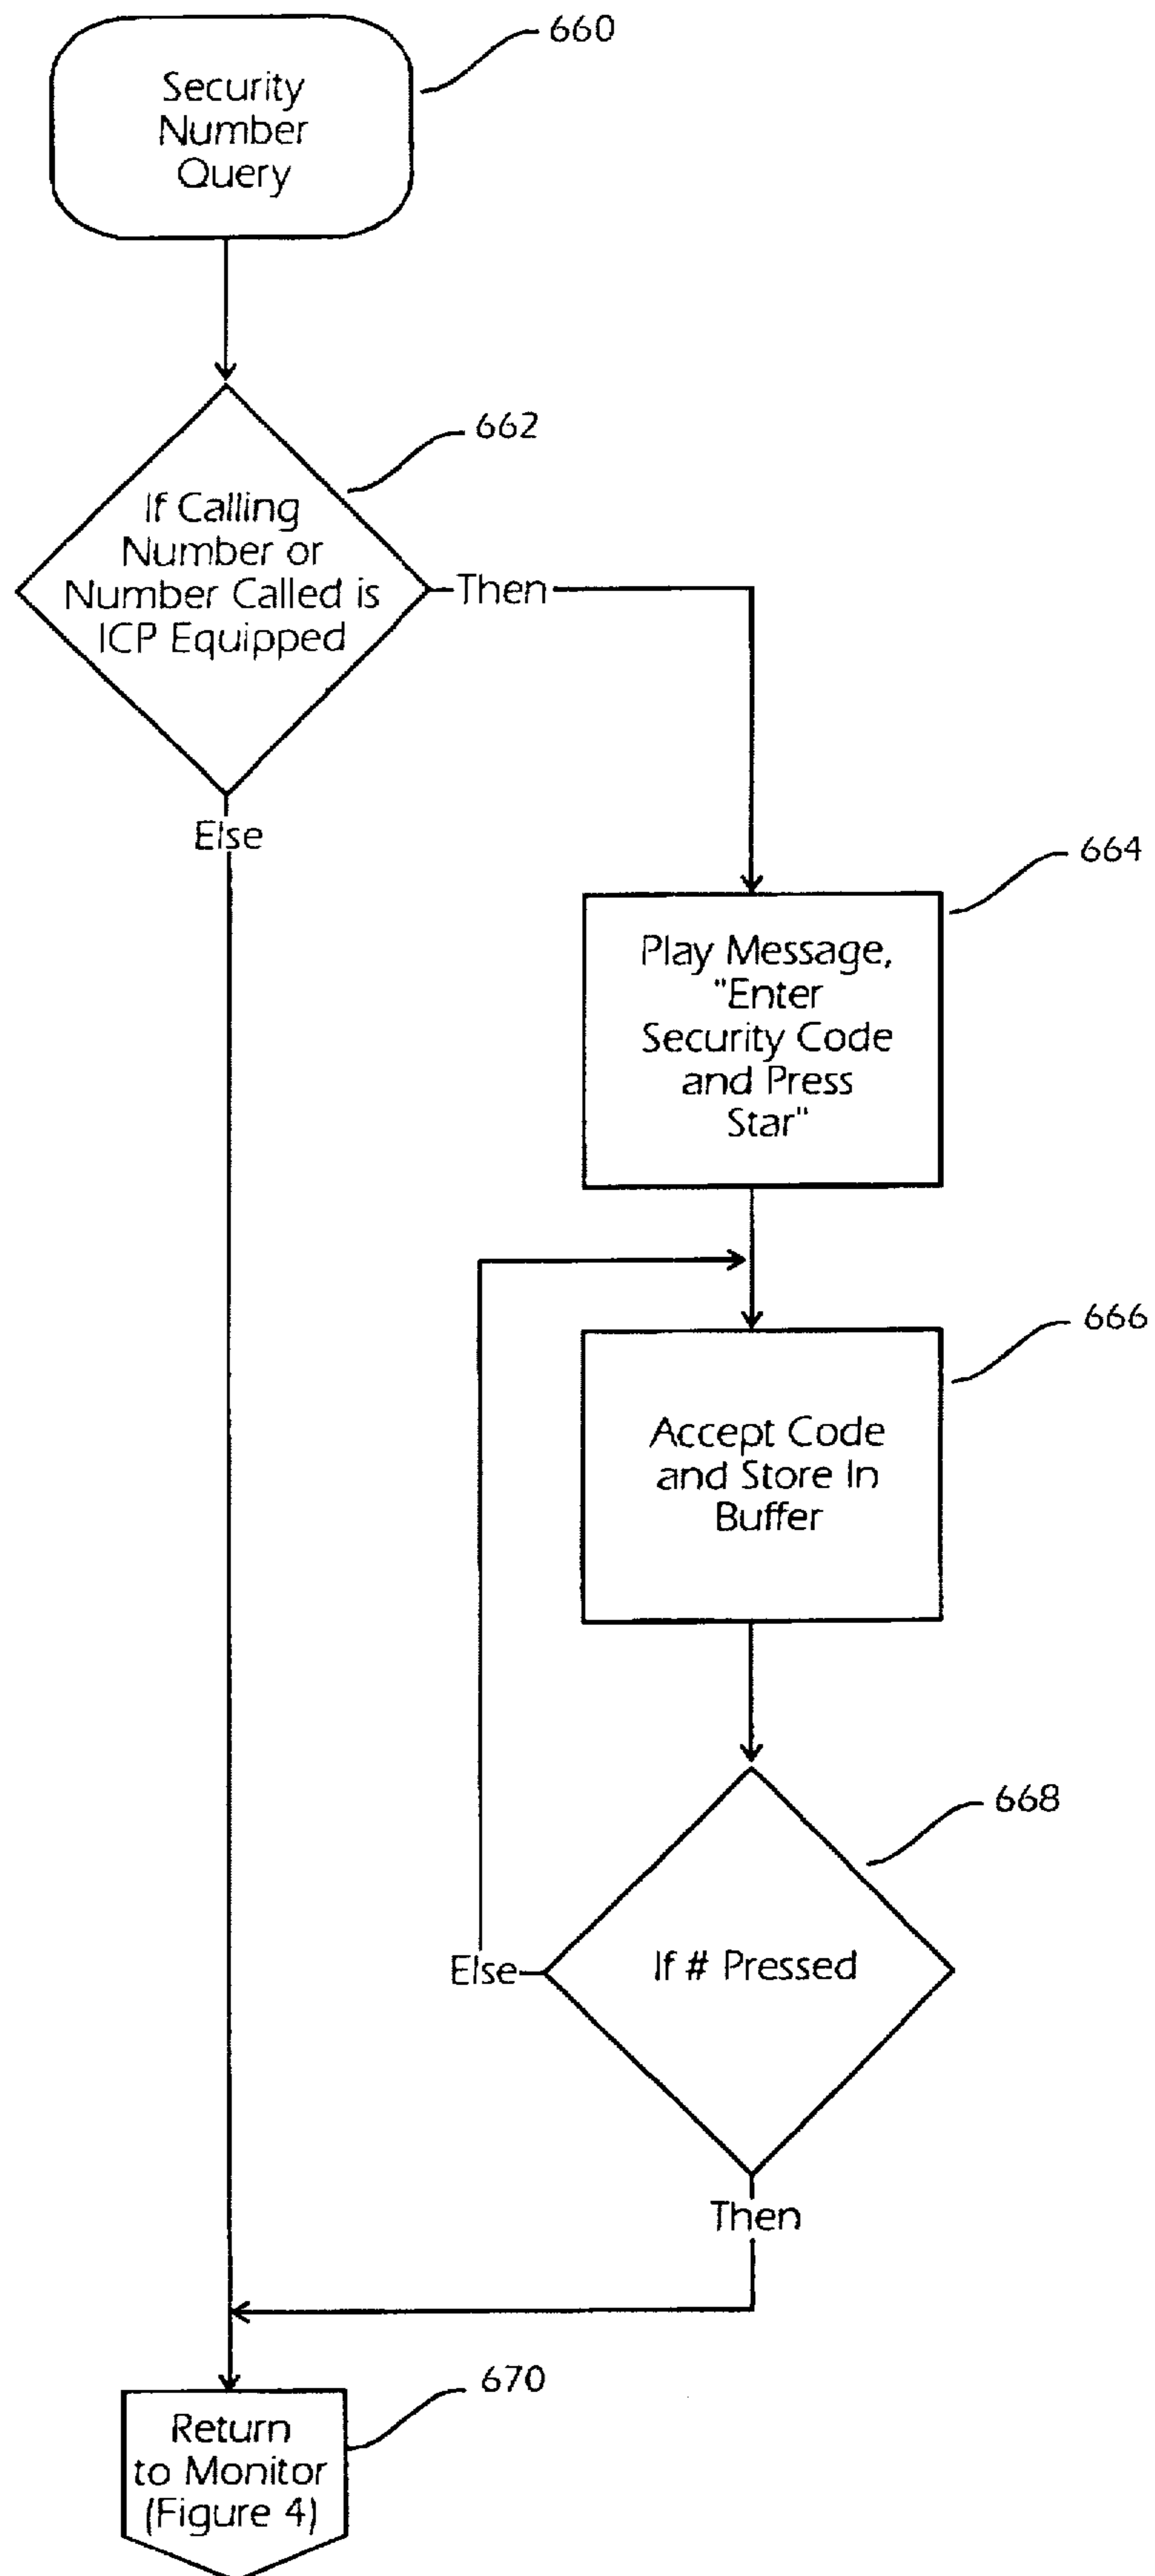 660
Security
Number
Query
662
If Calling
Number or
Number Called is
ICP Equipped
Then
Else
664
Play Message,
"Enter
Security Code
and Press
Star"
666
Accept Code
and Store In
Buffer
668
If # Pressed
Else
Then
670
Return
to Monitor
(Figure 4)